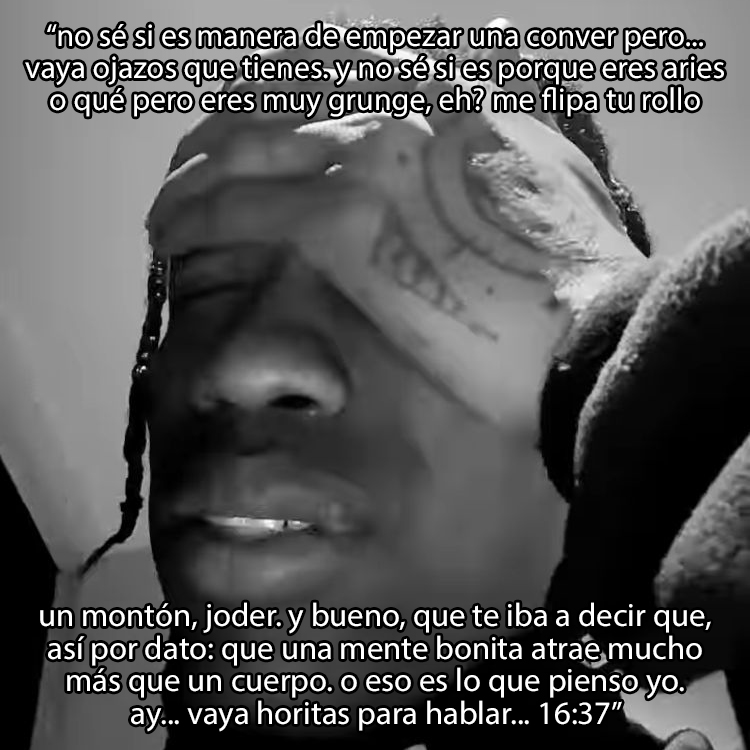 “no sé si es manera de empezar una conver pero...
vaya ojazos que tienes. y no sé si es porque eres aries
o qué pero eres muy grunge, eh? me flipa tu rollo
un montón, joder. y bueno, que te iba a decir que,
así por dato: que una mente bonita atrae mucho
más que un cuerpo. o eso es lo que pienso yo.
ay... vaya horitas para hablar... 16:37”